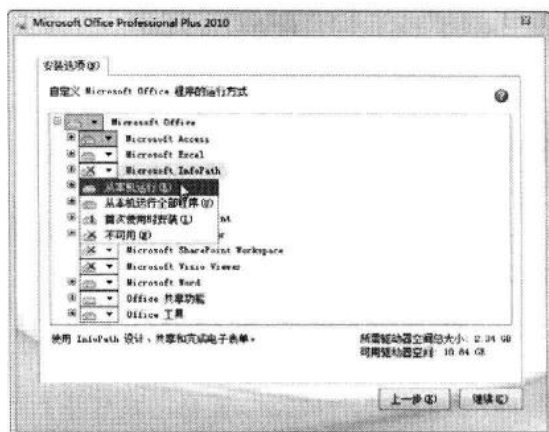 Microsoft Office Professional Plus 2010
安装选项(N)
自定义 Microsoft Office 程序的运行方式
Microsoft Office
Microsoft Access
Microsoft Excel
Microsoft InfoPath
从本机运行(R)
从本机运行全部程序(U)
首次使用时安装(I) nt
不可用(N) r
Microsoft SharePoint Workspace
Microsoft Visio Viewer
Microsoft Word
Office 共享功能
Office 工具
使用 InfoPath 设计、共享和完成电子表单。
所需驱动器空间总大小: 2.34 GB
可用驱动器空间: 10.84 GB
上一步(B) 继续(C)